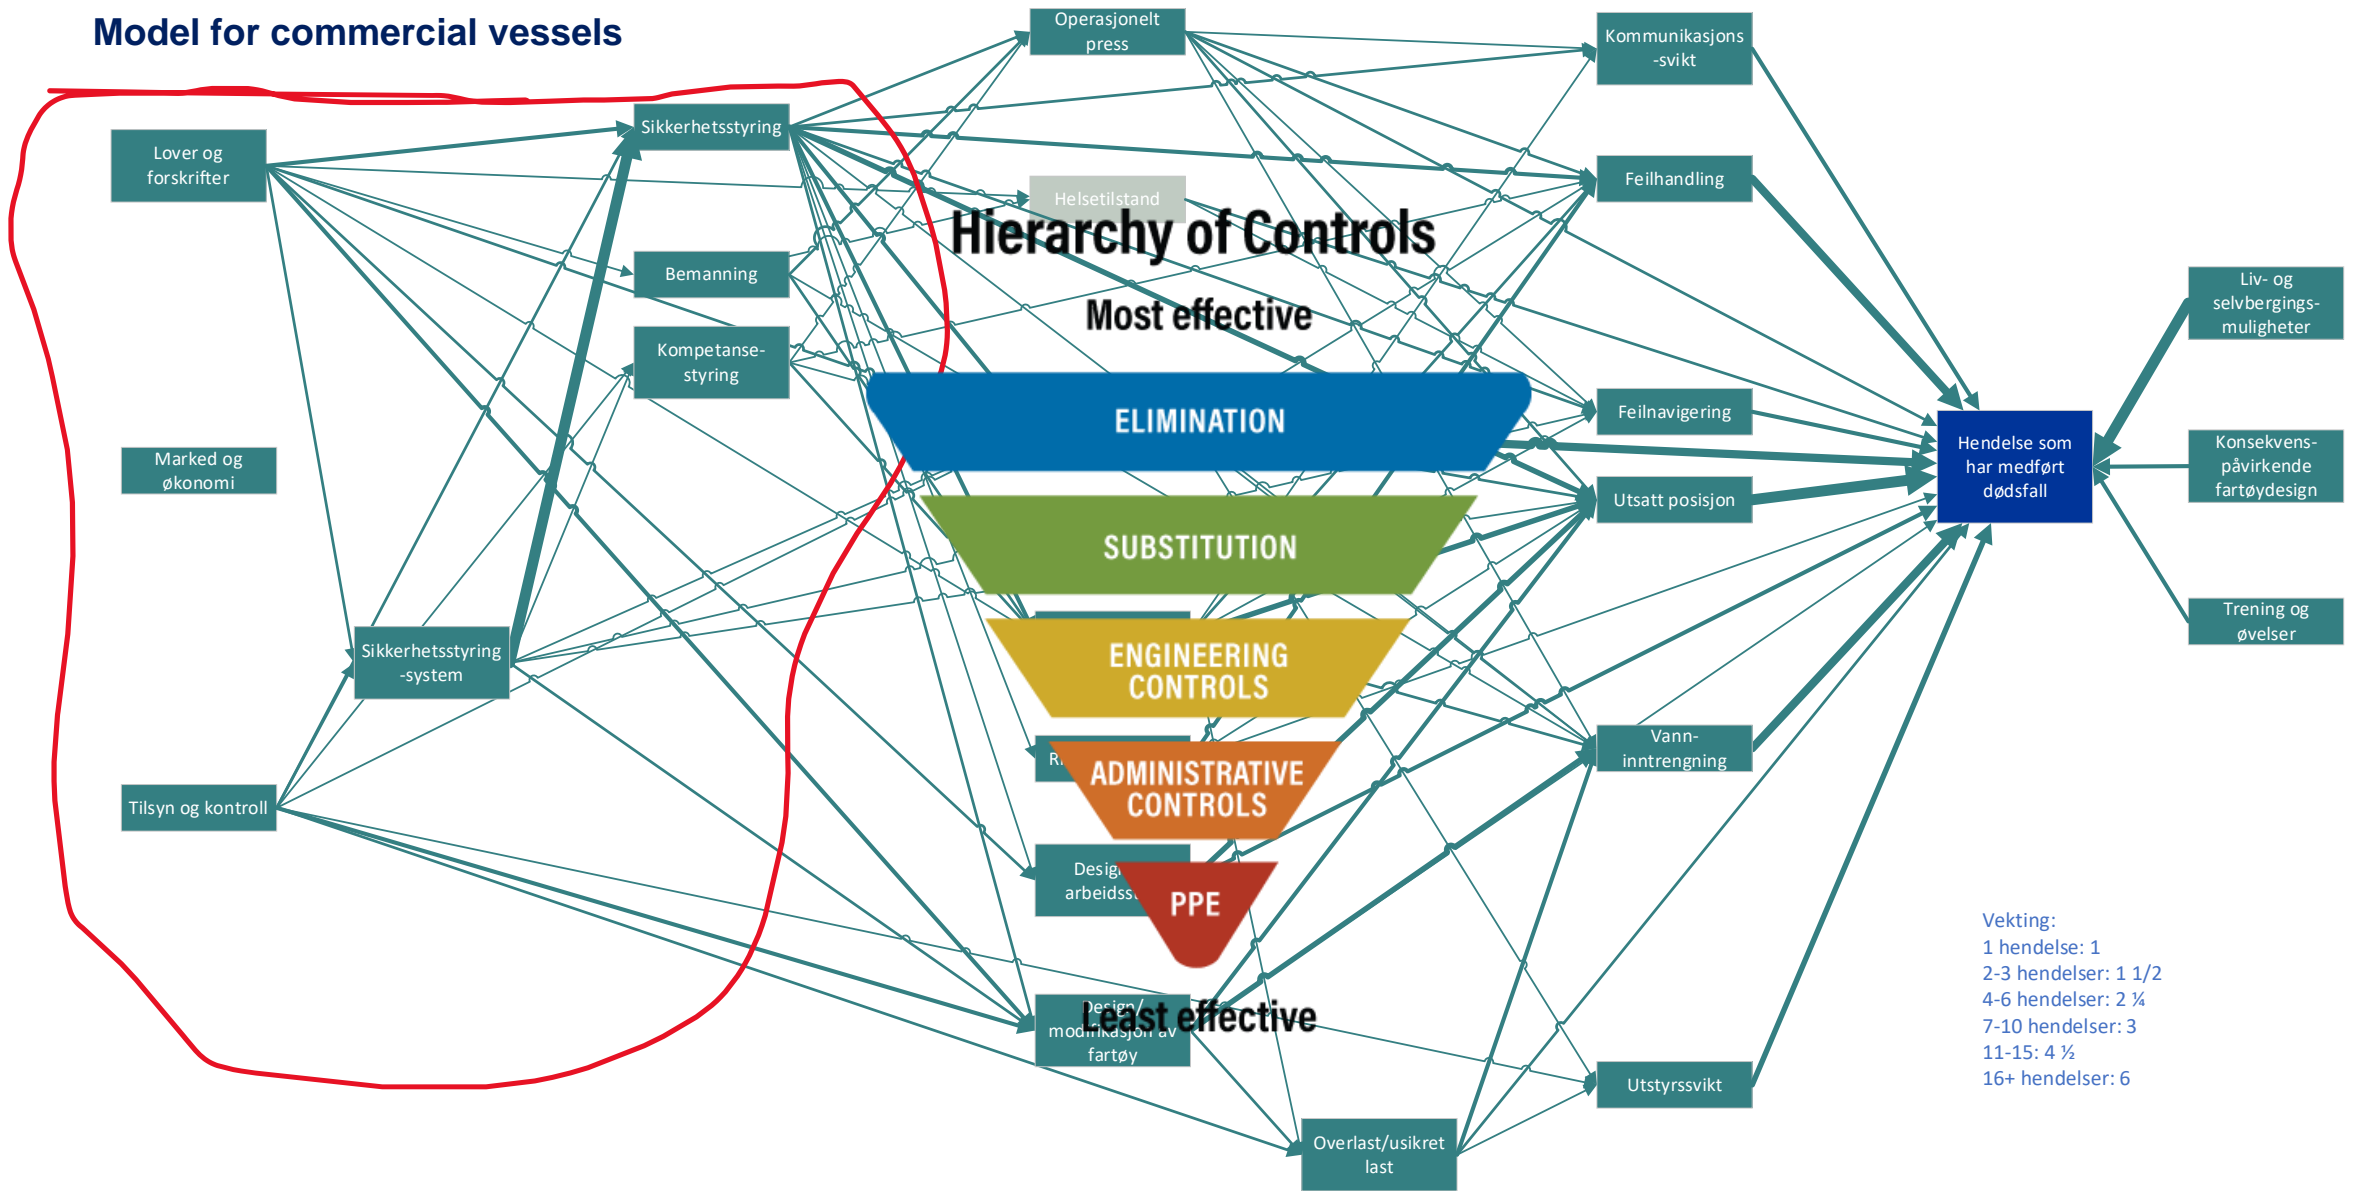 Model for commercial vessels
Operasjonelt
press
Kommunikasjons
-svikt
Sikkerhetsstyring
Lover og
forskrifter
Feilhandling
Helsetilstand
Hierarchy of Controls
Bemanning
Most effective
Liv- og
selvbergings-
muligheter
Kompetanse-
styring
ELIMINATION
Feilnavigering
Marked og
økonomi
Hendelse som
har medført
dødsfall
Konsekvens-
påvirkende
fartøydesign
Utsatt posisjon
SUBSTITUTION
Trening og
øvelser
Sikkerhetsstyring
-system
ENGINEERING
CONTROLS
Vann-
inntrengning
ADMINISTRATIVE
CONTROLS
Tilsyn og kontroll
PPE
Vekting:
1 hendelse: 1
2-3 hendelser: 1 1/2
4-6 hendelser: 2 ¼
7-10 hendelser: 3
11-15: 4 ½
16+ hendelser: 6
Design/
modifikasjon av
fartøy
Least effective
Utstyrssvikt
Overlast/usikret
last